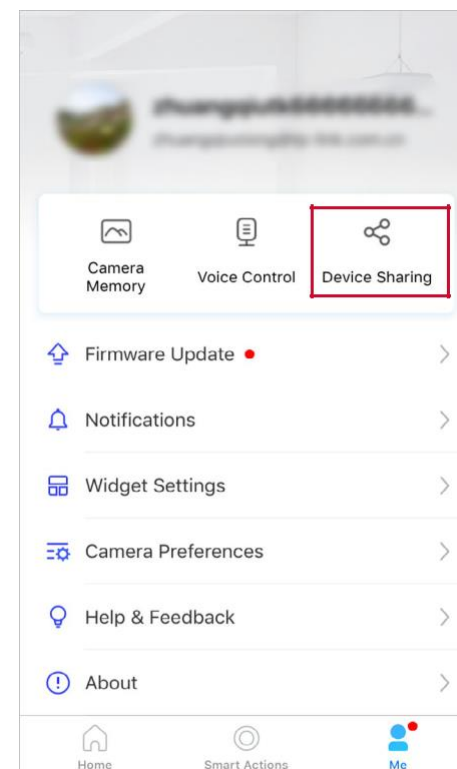 Camera
Memory
Voice Control
Device Sharing
Firmware Update
Notifications
Widget Settings
Camera Preferences
Help & Feedback
About
Home
Smart Actions
Me